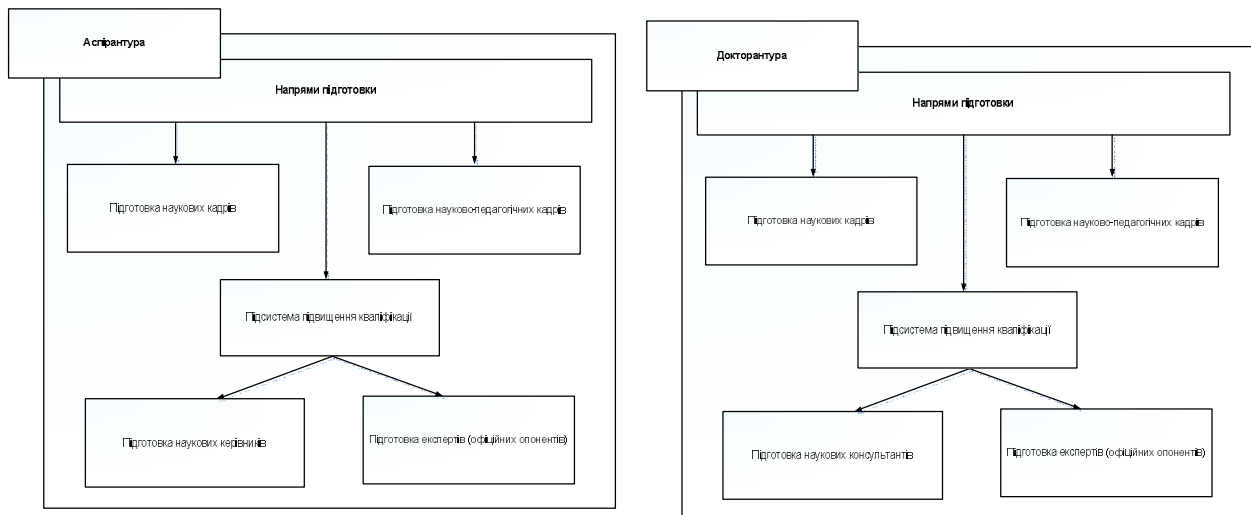 Аспірантура
Напрями підготовки
Підготовка наукових кадрів
Підготовка науково-педагогічних кадрів
Підсистема підвищення кваліфікації
Підготовка наукових керівників
Підготовка експертів (офіційних опонентів)
Докторантура
Напрями підготовки
Підготовка наукових кадрів
Підготовка науково-педагогічних кадрів
Підсистема підвищення кваліфікації
Підготовка наукових консультантів
Підготовка експертів (офіційних опонентів)